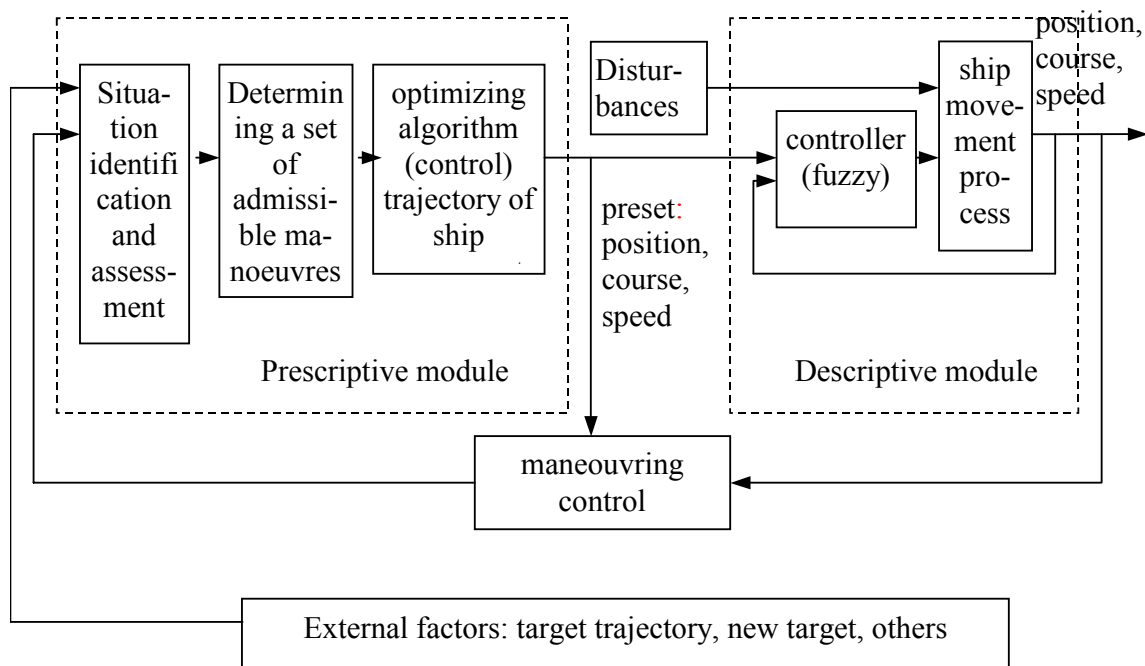 Situa-
tion
identifi
cation
and
assess-
ment
Determin
ing a set
of
admissi-
ble ma-
noeuvres
optimizing
algorithm
(control)
trajectory of
ship
Prescriptive module
Distur-
bances
preset:
position,
course,
speed
controller
(fuzzy)
ship
move-
ment
pro-
cess
position,
course,
speed
Descriptive module
maneouvring
control
External factors: target trajectory, new target, others